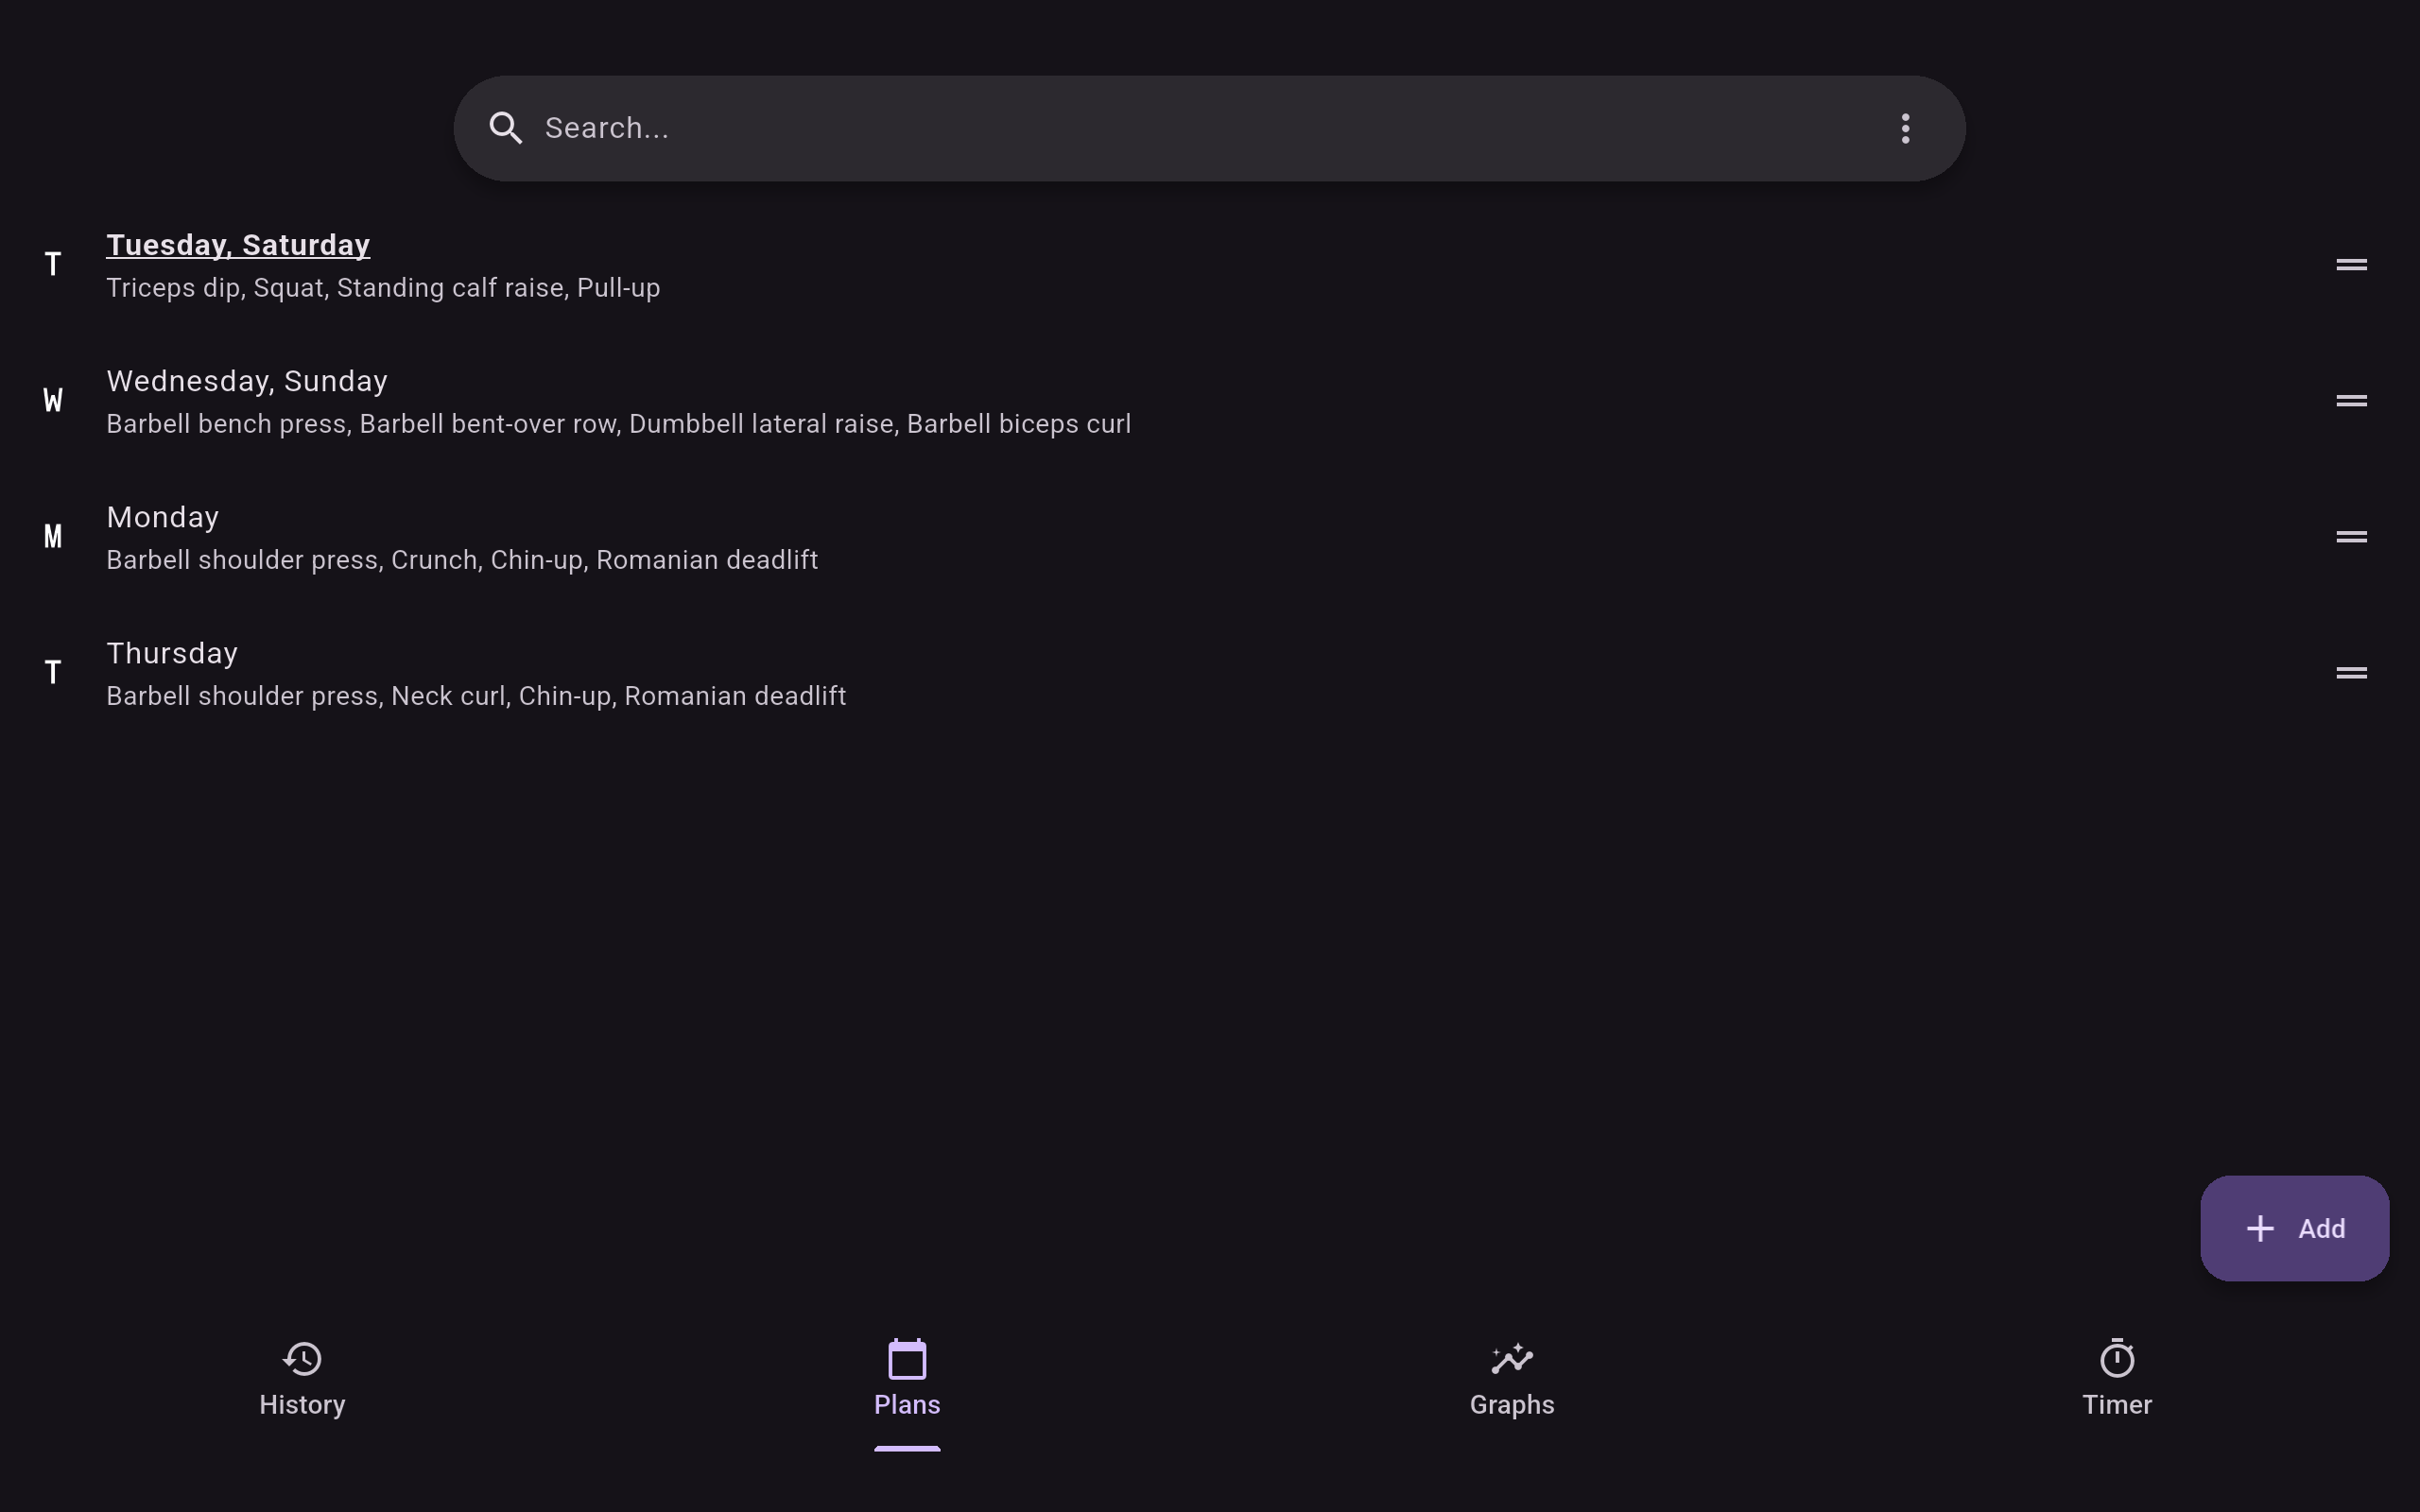 Search...
T
Tuesday, Saturday
Triceps dip, Squat, Standing calf raise, Pull-up
W
Wednesday, Sunday
Barbell bench press, Barbell bent-over row, Dumbbell lateral raise, Barbell biceps curl
M
Monday
Barbell shoulder press, Crunch, Chin-up, Romanian deadlift
T
Thursday
Barbell shoulder press, Neck curl, Chin-up, Romanian deadlift
Add
History
Plans
Graphs
Timer